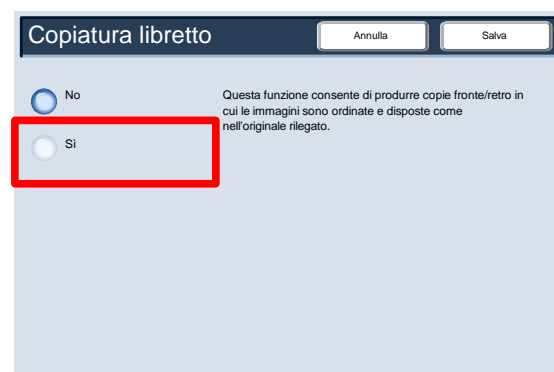 Copiatura libretto
Annulla
Salva
No
Questa funzione consente di produrre copie fronte/retro in
cui le immagini sono ordinate e disposte come
nell'originale rilegato.
Sì